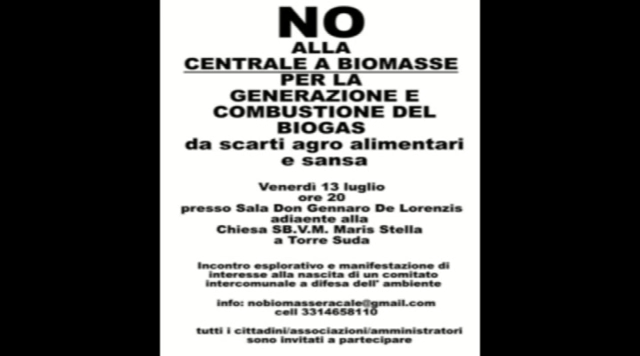 NO
ALLA
CENTRALE A BIOMASSE
PER LA
GENERAZIONE E
COMBUSTIONE DEL
BIOGAS
da scarti agro alimentari
e sansa
Venerdì 13 luglio
ore 20
presso Sala Don Gennaro De Lorenzis
adiaente alla
Chiesa SB.V.M. Maris Stella
a Torre Suda
Incontro esplorativo e manifestazione di
interesse alla nascita di un comitato
intercomunale a difesa dell' ambiente
info: nobiomasseracale@gmail.com
cell 3314658110
tutti i cittadini/associazioni/amministratori
sono invitati a partecipare